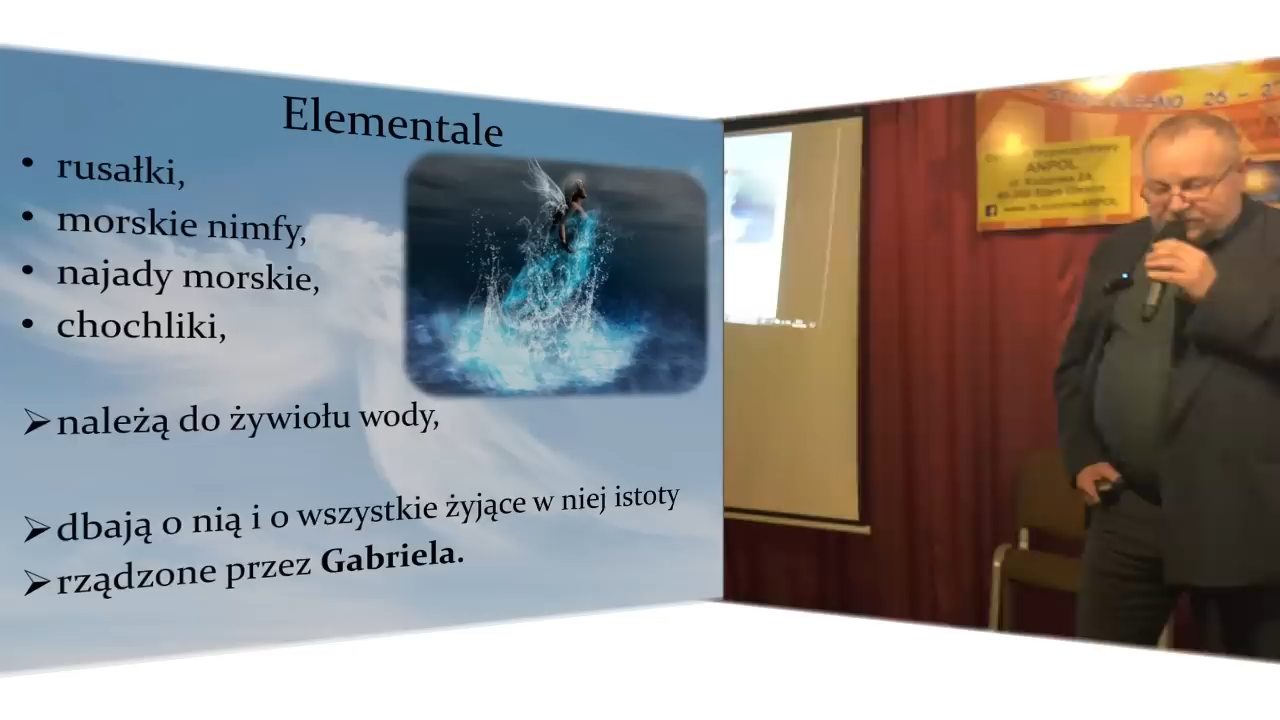 Elementale
• rusałki,
• morskie nimfy,
• najady morskie,
• chochliki,
➢ należą do żywiołu wody,
➢ dbają o nią i o wszystkie żyjące w niej istoty
➢ rządzone przez Gabriela.
26 -
ANPOL